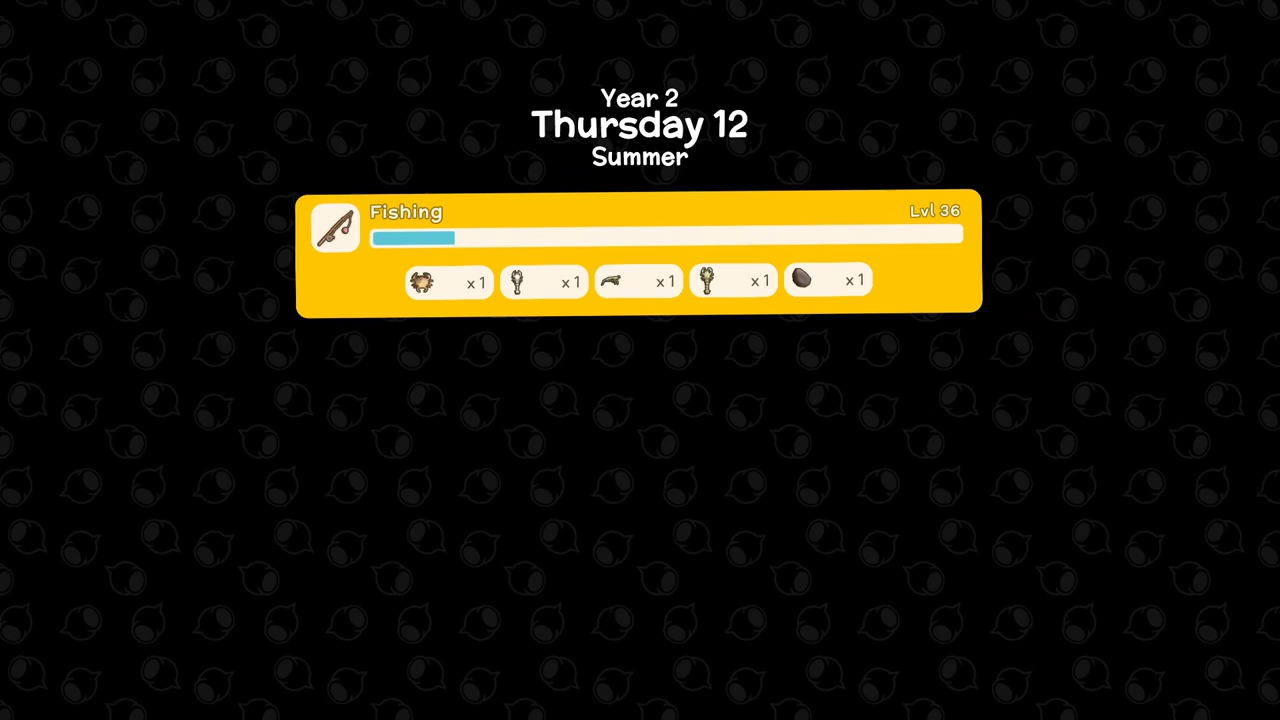 Year 2
Thursday 12
Summer
Fishing Lvl 36
x 1 x 1 x 1 x 1 x 1